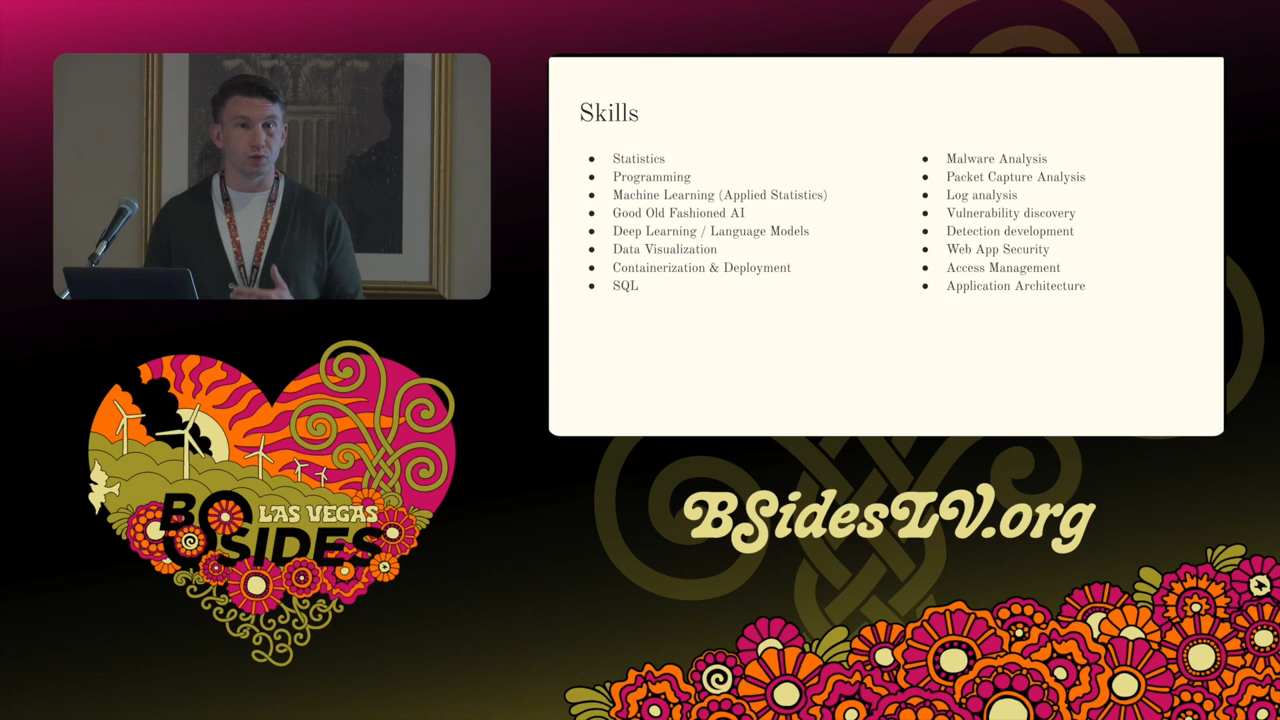 Skills
● Statistics
● Programming
● Machine Learning (Applied Statistics)
● Good Old Fashioned AI
● Deep Learning / Language Models
● Data Visualization
● Containerization & Deployment
● SQL
● Malware Analysis
● Packet Capture Analysis
● Log analysis
● Vulnerability discovery
● Detection development
● Web App Security
● Access Management
● Application Architecture
LAS VEGAS
SIDES
BSidesLV.org